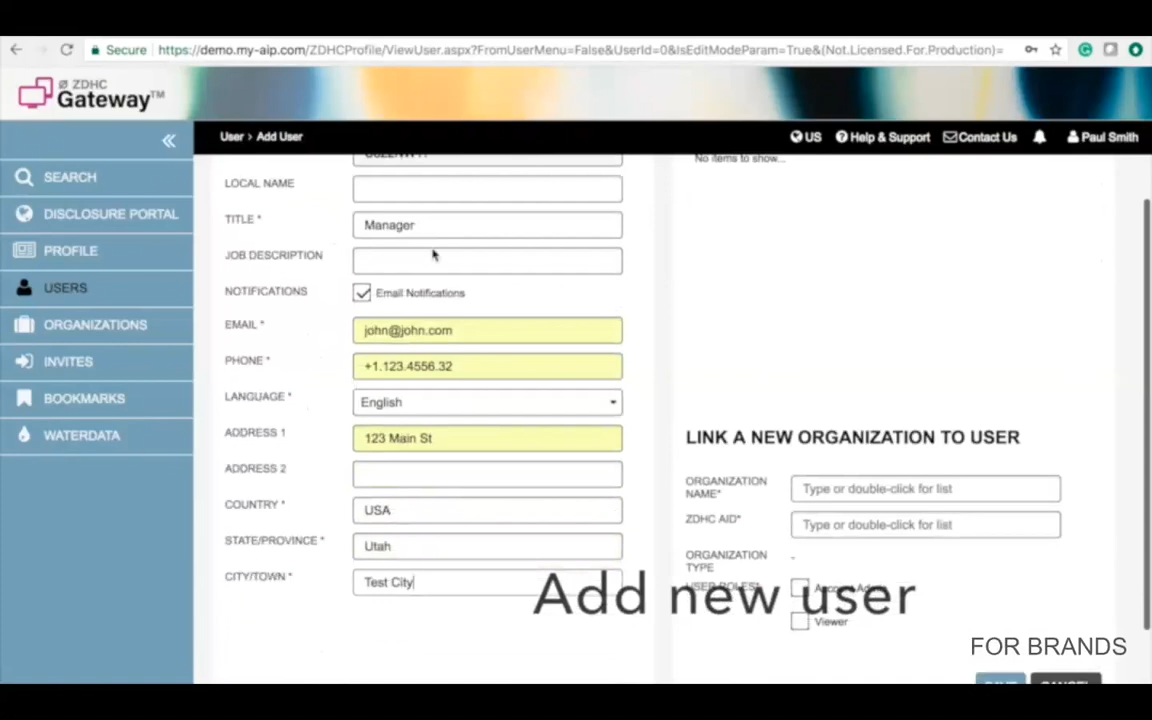 Secure https://demo.my-aip.com/ZDHCProfile/ViewUser.aspx?FromUserMenu=False&UserId=0&IsEditModeParam=True&(Not.Licensed.For.Production)=
ZDHC
Gateway™
User > Add User
US Help & Support Contact Us Paul Smith
No items to show...
SEARCH
DISCLOSURE PORTAL
PROFILE
USERS
ORGANIZATIONS
INVITES
BOOKMARKS
WATERDATA
LOCAL NAME
TITLE * Manager
JOB DESCRIPTION
NOTIFICATIONS Email Notifications
EMAIL * john@john.com
PHONE * +1.123.4556.32
LANGUAGE * English
ADDRESS 1 123 Main St
ADDRESS 2
COUNTRY * USA
STATE/PROVINCE * Utah
CITY/TOWN * Test City
LINK A NEW ORGANIZATION TO USER
ORGANIZATION NAME* Type or double-click for list
ZDHC AID* Type or double-click for list
ORGANIZATION TYPE -
USER ROLES* Account Admin
Viewer
Add new user
FOR BRANDS